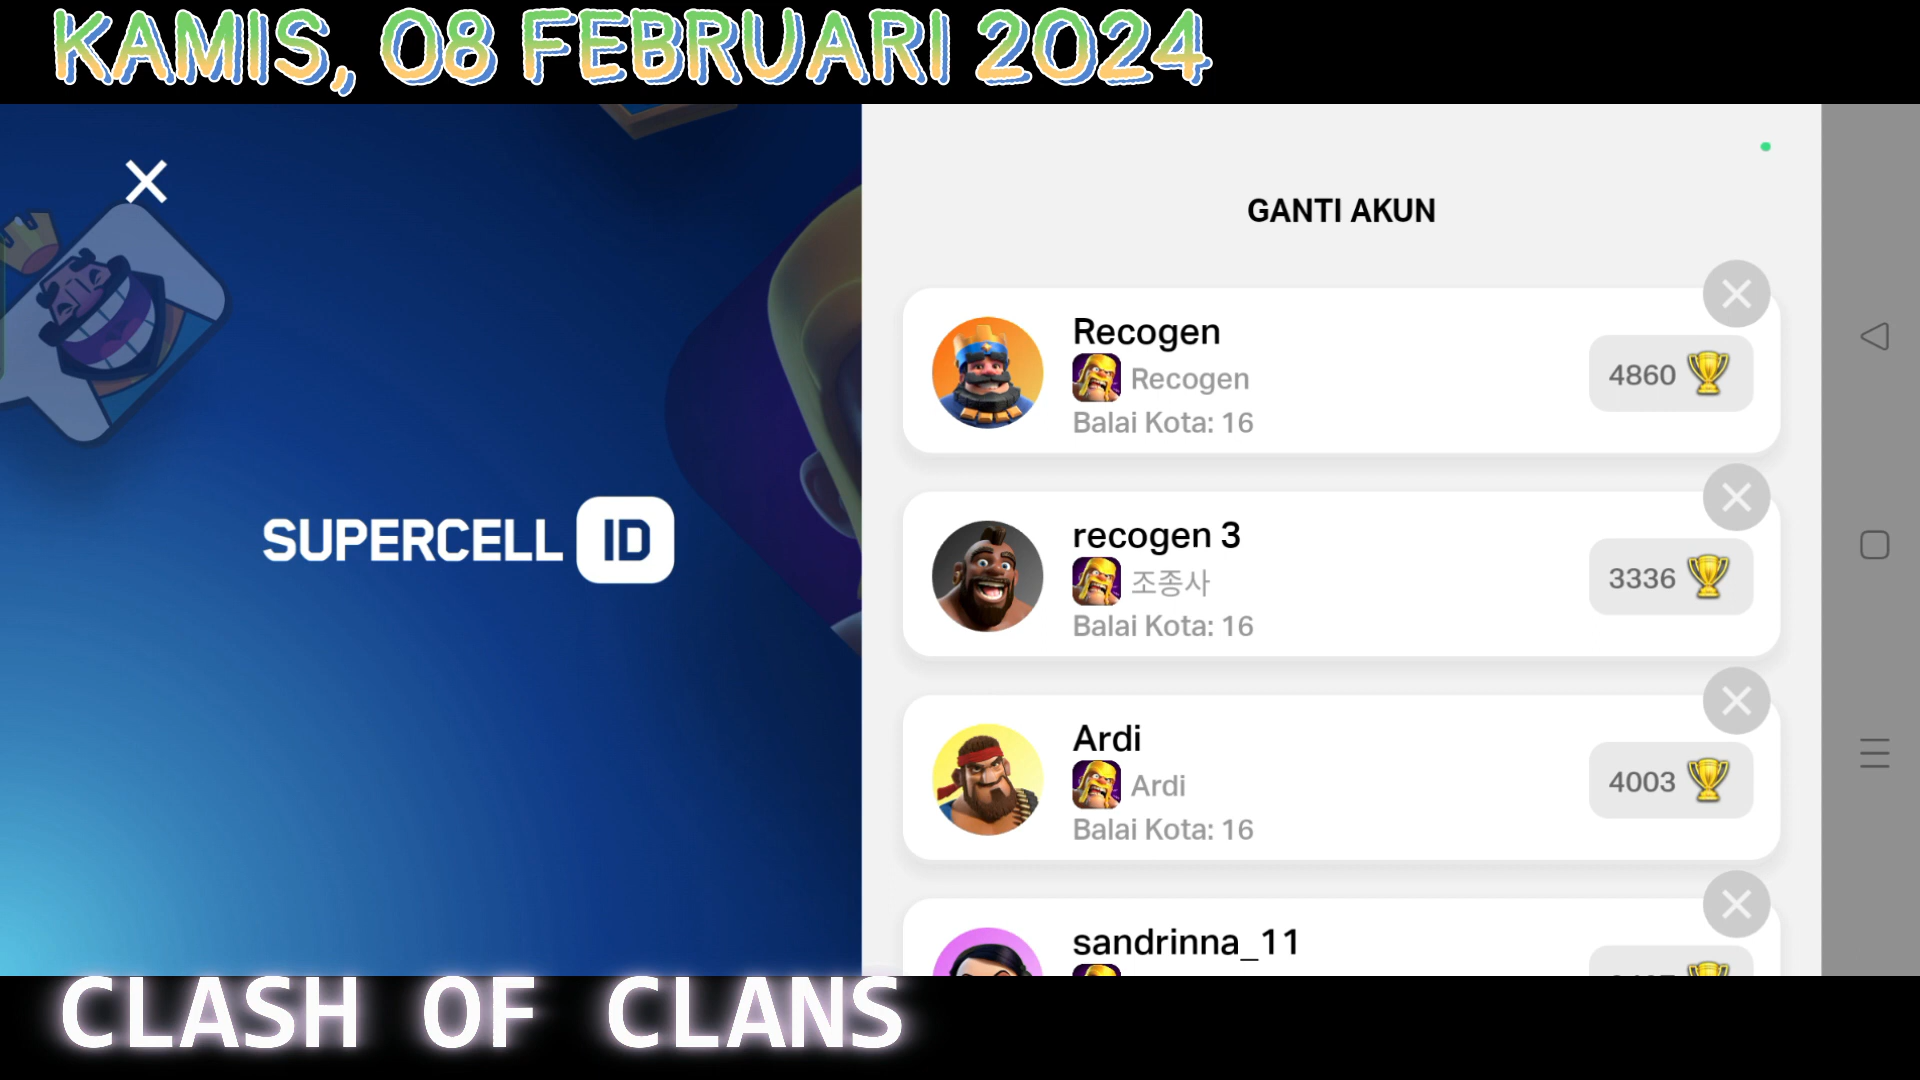 KAMIS, 08 FEBRUARI 2024
SUPERCELL ID
GANTI AKUN
Recogen
Recogen
Balai Kota: 16
4860
recogen 3
조종사
Balai Kota: 16
3336
Ardi
Ardi
Balai Kota: 16
4003
sandrinna_11
CLASH OF CLANS